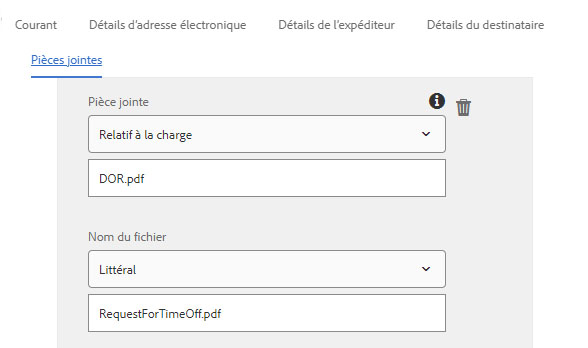 Courant Détails d'adresse électronique Détails de l'expéditeur Détails du destinataire
Pièces jointes
Pièce jointe
Relatif à la charge
DOR.pdf
Nom du fichier
Littéral
RequestForTimeOff.pdf